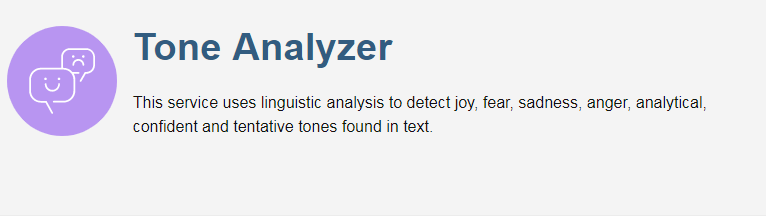 Tone Analyzer
This service uses linguistic analysis to detect joy, fear, sadness, anger, analytical,
confident and tentative tones found in text.